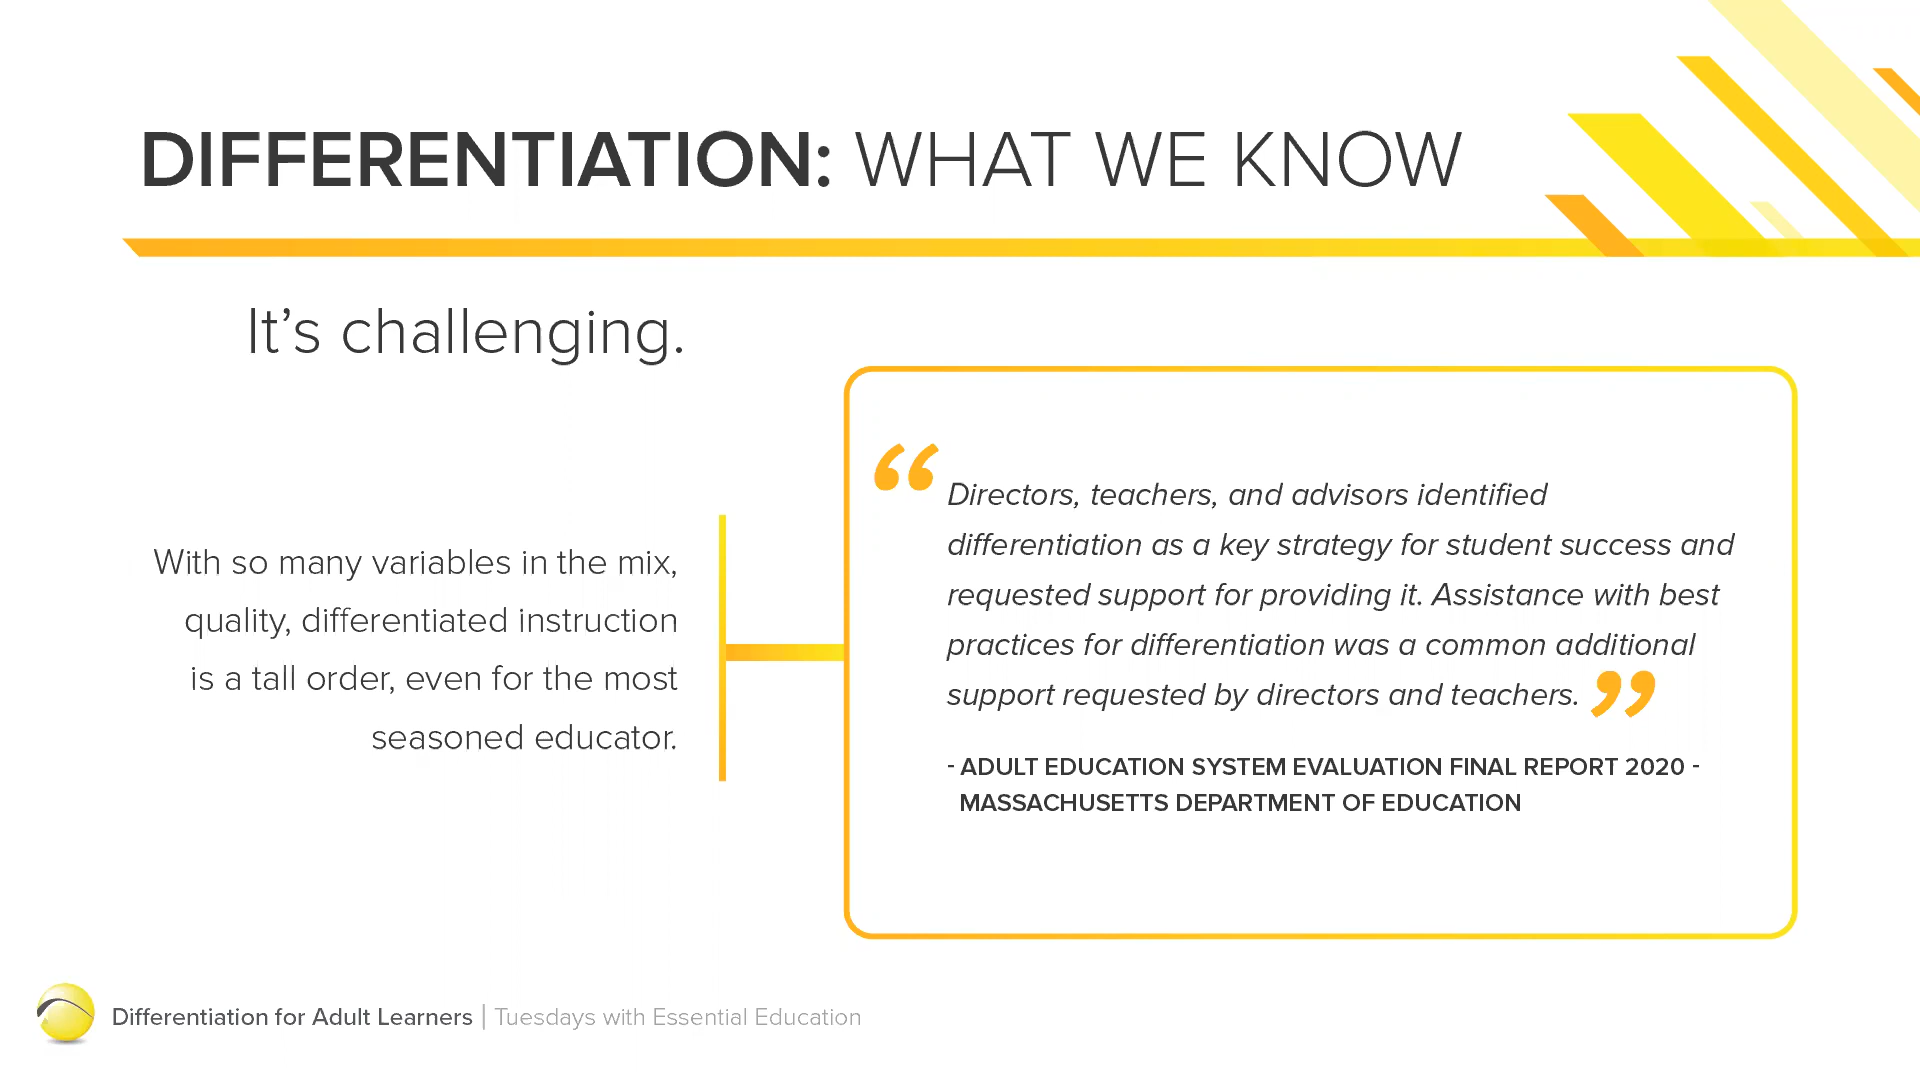 DIFFERENTIATION: WHAT WE KNOW
It’s challenging.
With so many variables in the mix,
quality, differentiated instruction
is a tall order, even for the most
seasoned educator.
“ Directors, teachers, and advisors identified
differentiation as a key strategy for student success and
requested support for providing it. Assistance with best
practices for differentiation was a common additional
support requested by directors and teachers. ”
- ADULT EDUCATION SYSTEM EVALUATION FINAL REPORT 2020 -
MASSACHUSETTS DEPARTMENT OF EDUCATION
Differentiation for Adult Learners | Tuesdays with Essential Education